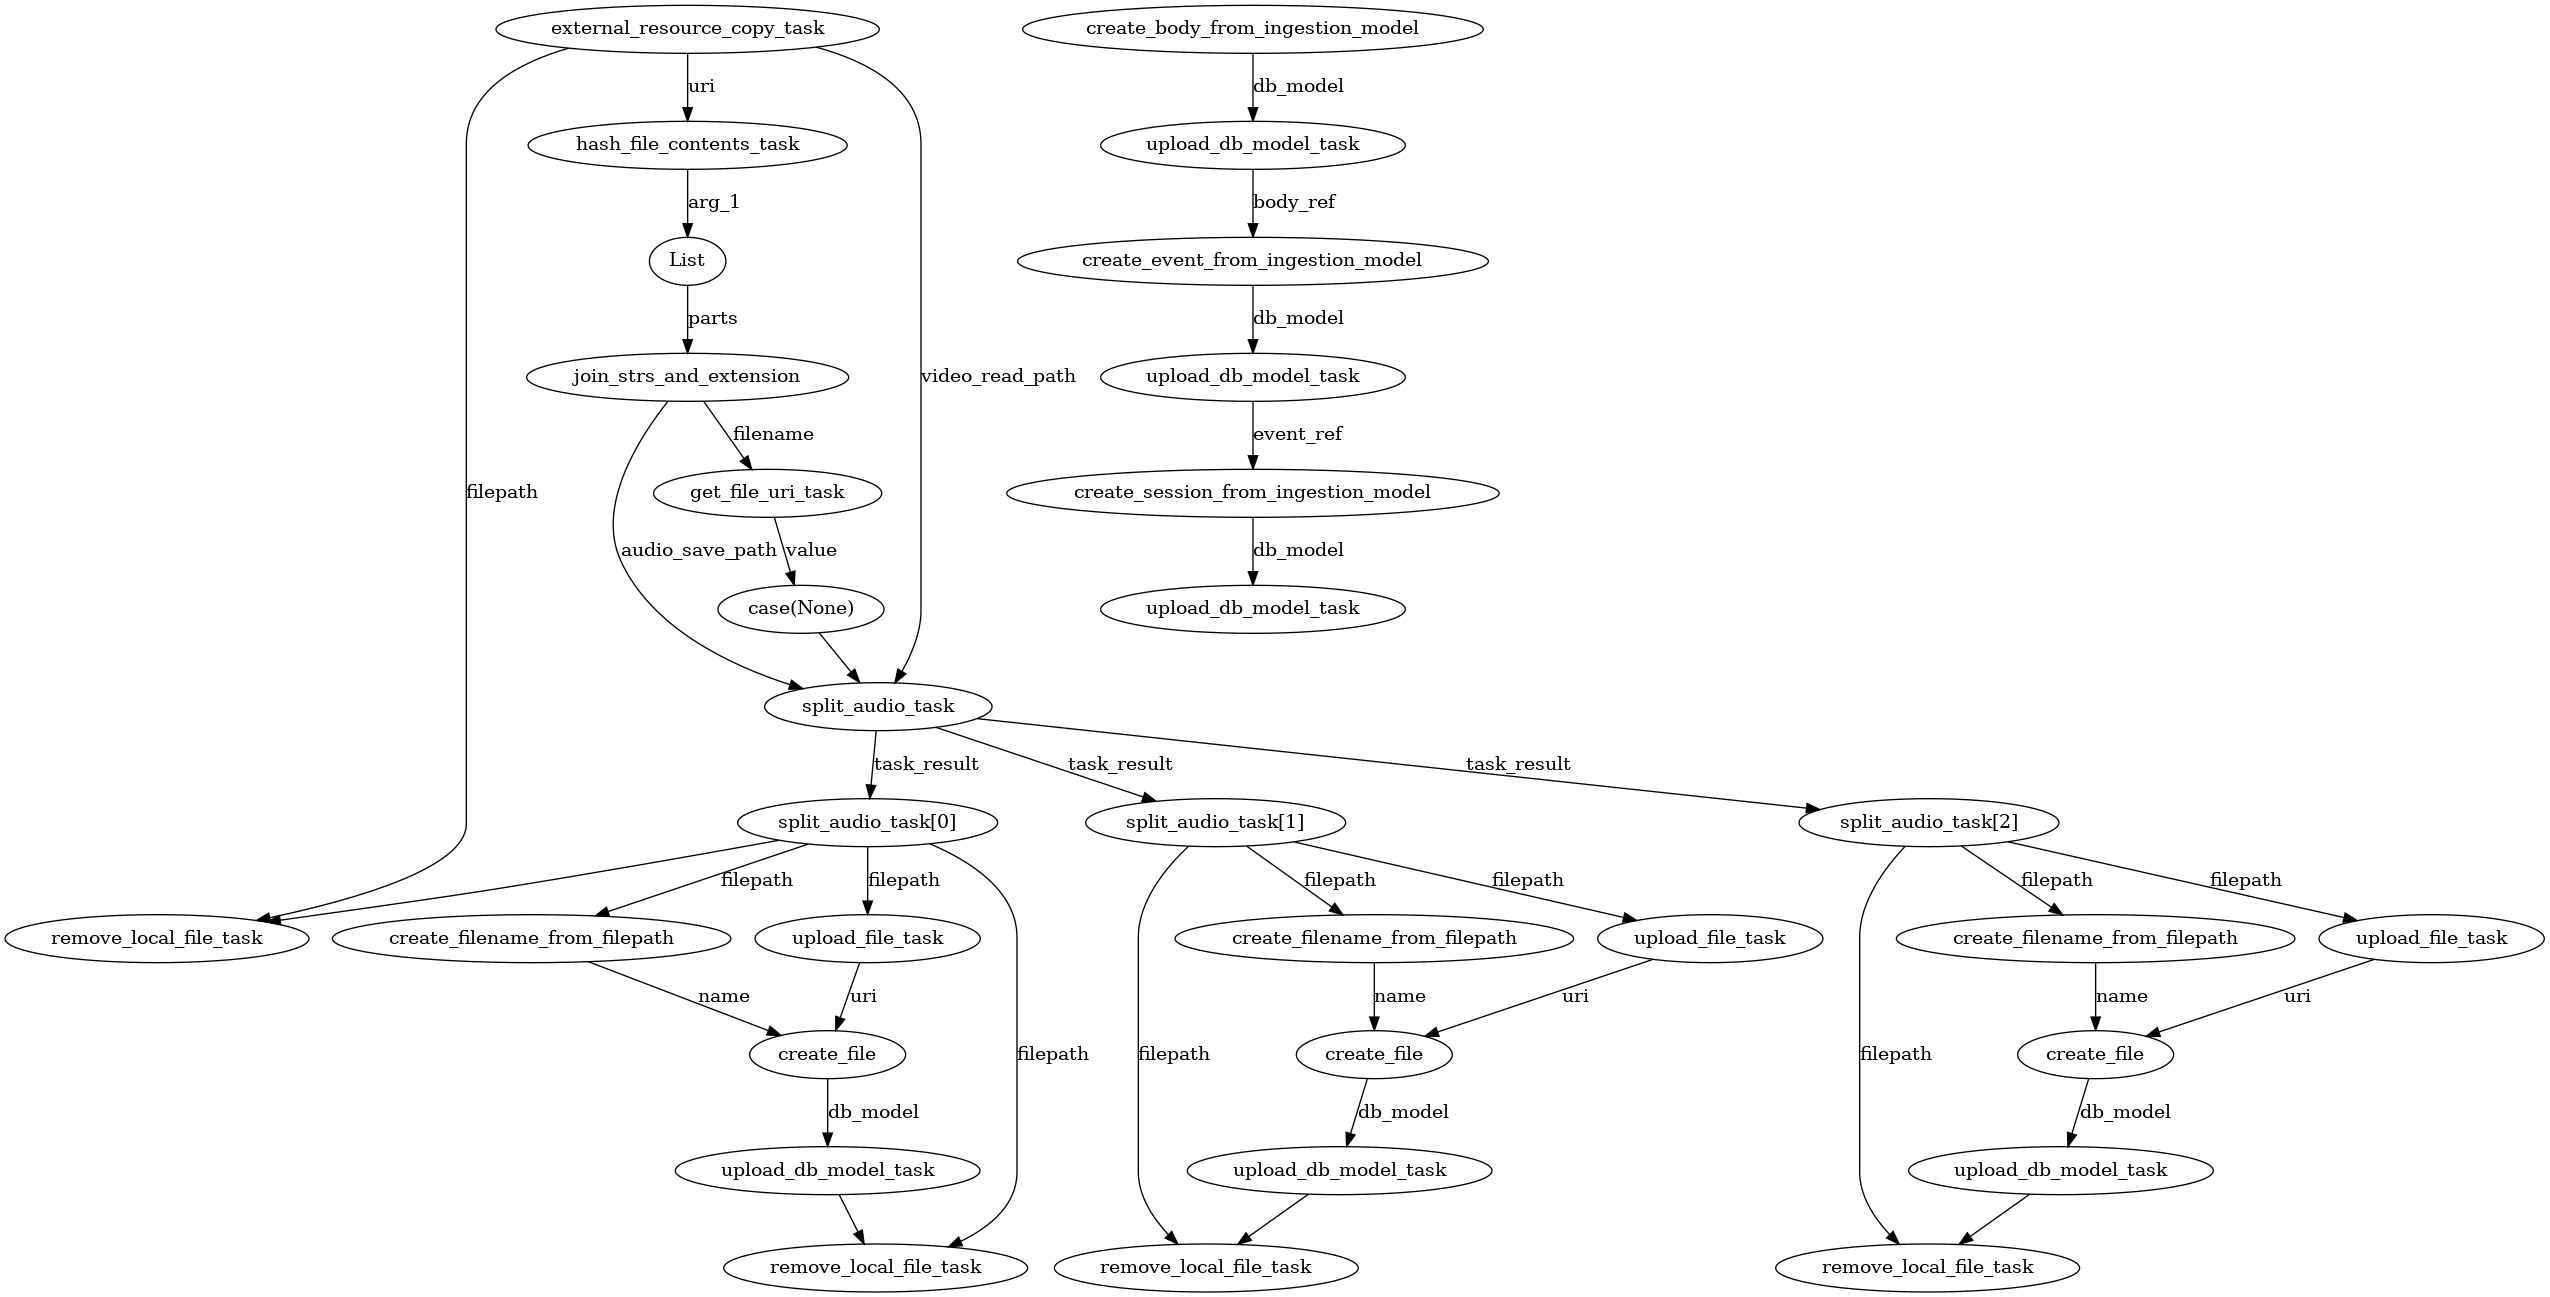 external_resource_copy_task
create_body_from_ingestion_model
uri
db_model
hash_file_contents_task
upload_db_model_task
arg_1
body_ref
List
create_event_from_ingestion_model
parts
db_model
join_strs_and_extension
video_read_path
upload_db_model_task
filename
event_ref
filepath
get_file_uri_task
create_session_from_ingestion_model
audio_save_path
value
db_model
case(None)
upload_db_model_task
split_audio_task
task_result
task_result
task_result
split_audio_task[0]
split_audio_task[1]
split_audio_task[2]
filepath
filepath
filepath
filepath
filepath
filepath
remove_local_file_task
create_filename_from_filepath
upload_file_task
create_filename_from_filepath
upload_file_task
create_filename_from_filepath
upload_file_task
name
uri
name
uri
name
uri
create_file
filepath
filepath
create_file
filepath
create_file
db_model
db_model
db_model
upload_db_model_task
upload_db_model_task
upload_db_model_task
remove_local_file_task
remove_local_file_task
remove_local_file_task